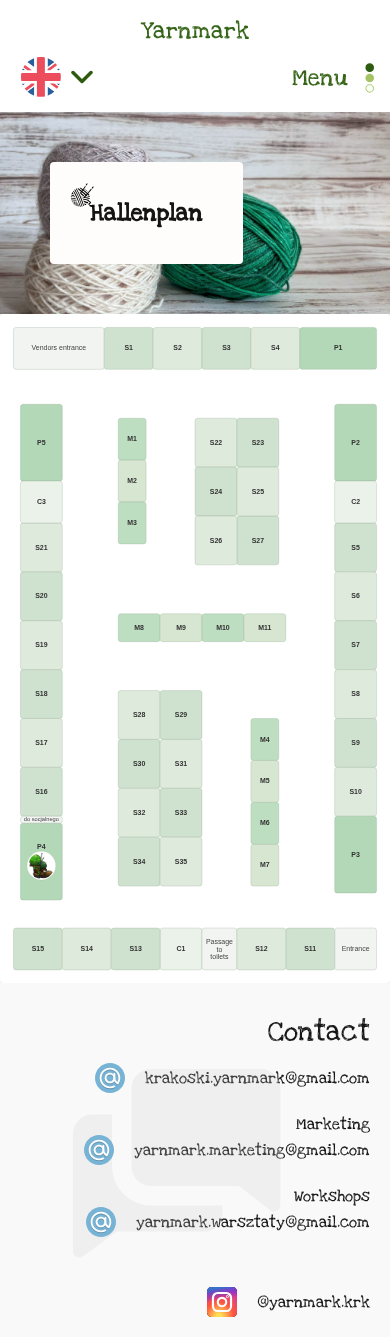 Yarnmark
Menu
Hallenplan
Vendors entrance S1 S2 S3 S4 P1
P5 M1 S22 S23 P2
M2
C3 S24 S25 C2
M3
S21 S26 S27 S5
S20 S6
S19 M8 M9 M10 M11 S7
S18 S8
S28 S29
S17 M4 S9
S30 S31
M5
S16 S10
S32 S33
do socjalnego M6
P4 P3
S34 S35 M7
S15 S14 S13 C1 Passage
to
toilets S12 S11 Entrance
Contact
krakoski.yarnmark@gmail.com
Marketing
yarnmark.marketing@gmail.com
Workshops
yarnmark.warsztaty@gmail.com
@yarnmark.krk